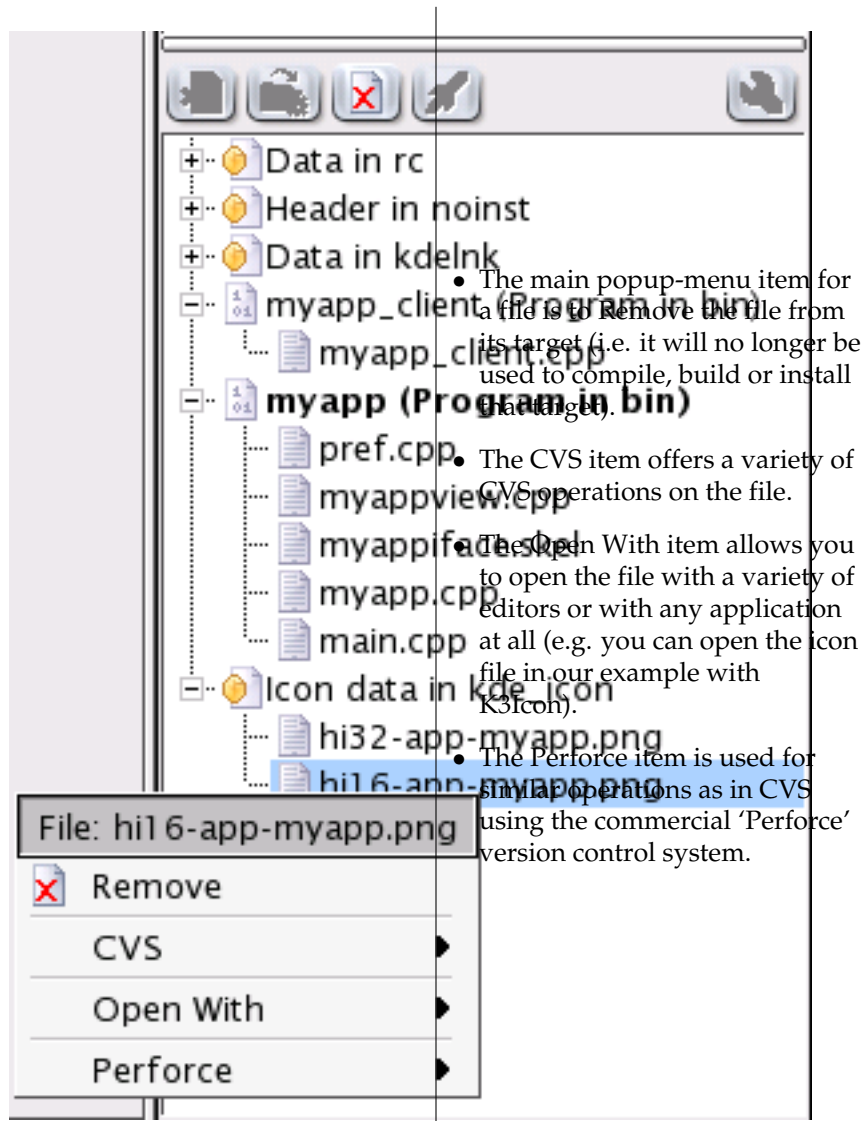 Data in rc
Header in noinst
Data in kdelnk
myapp_client (Program in bin)
myapp_client.cpp
myapp (Program in bin)
pref.cpp
myappview.cpp
myappiface.skel
myapp.cpp
main.cpp
Icon data in kde_icon
hi32-app-myapp.png
hi16-app-myapp.png
File: hi16-app-myapp.png
Remove
CVS
Open With
Perforce
• The main popup-menu item for
a file is to Remove the file from
its target (i.e. it will no longer be
used to compile, build or install
that target).
• The CVS item offers a variety of
CVS operations on the file.
• The Open With item allows you
to open the file with a variety of
editors or with any application
at all (e.g. you can open the icon
file in our example with
K3Icon).
• The Perforce item is used for
similar operations as in CVS
using the commercial ‘Perforce’
version control system.